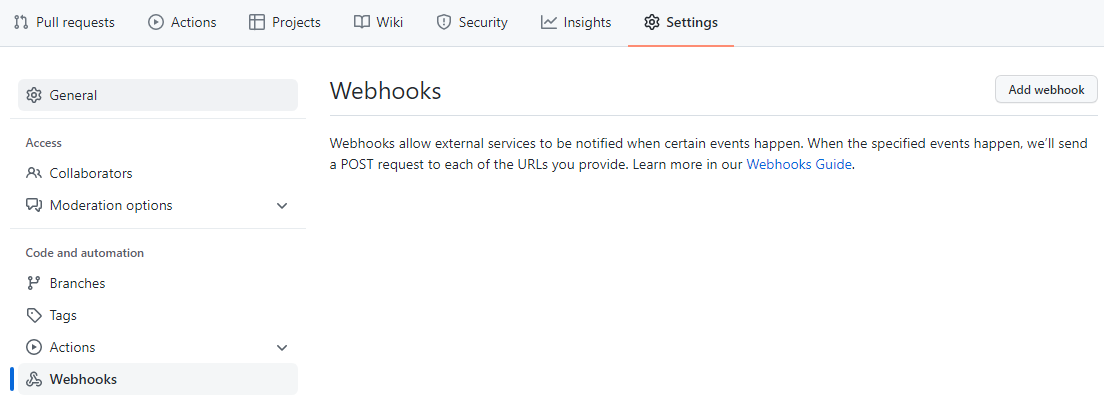 Pull requests
Actions
Projects
Wiki
Security
Insights
Settings
General
Access
Collaborators
Moderation options
Code and automation
Branches
Tags
Actions
Webhooks
Webhooks
Add webhook
Webhooks allow external services to be notified when certain events happen. When the specified events happen, we’ll send
a POST request to each of the URLs you provide. Learn more in our Webhooks Guide.